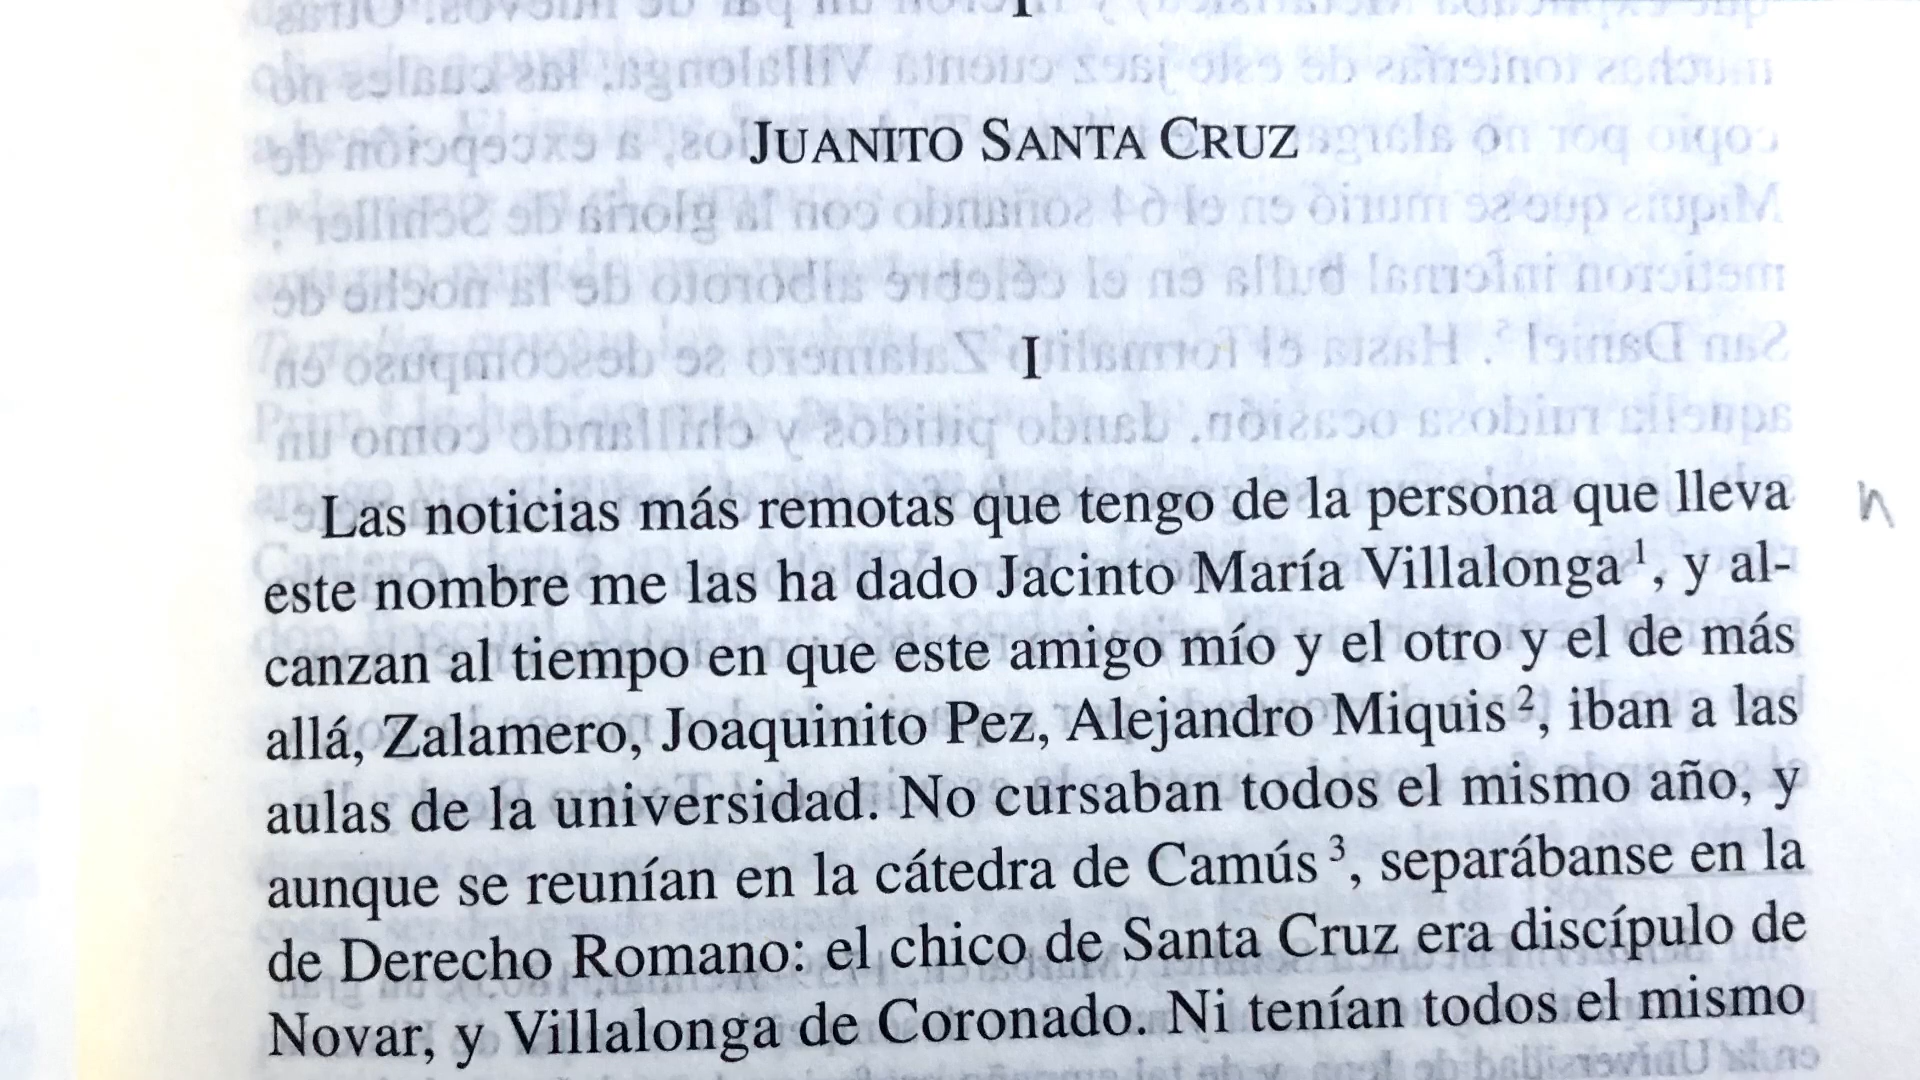 JUANITO SANTA CRUZ
I
Las noticias más remotas que tengo de la persona que lleva
este nombre me las ha dado Jacinto María Villalonga 1, y al-
canzan al tiempo en que este amigo mío y el otro y el de más
allá, Zalamero, Joaquinito Pez, Alejandro Miquis 2, iban a las
aulas de la universidad. No cursaban todos el mismo año, y
aunque se reunían en la cátedra de Camús 3, separábanse en la
de Derecho Romano: el chico de Santa Cruz era discípulo de
Novar, y Villalonga de Coronado. Ni tenían todos el mismo